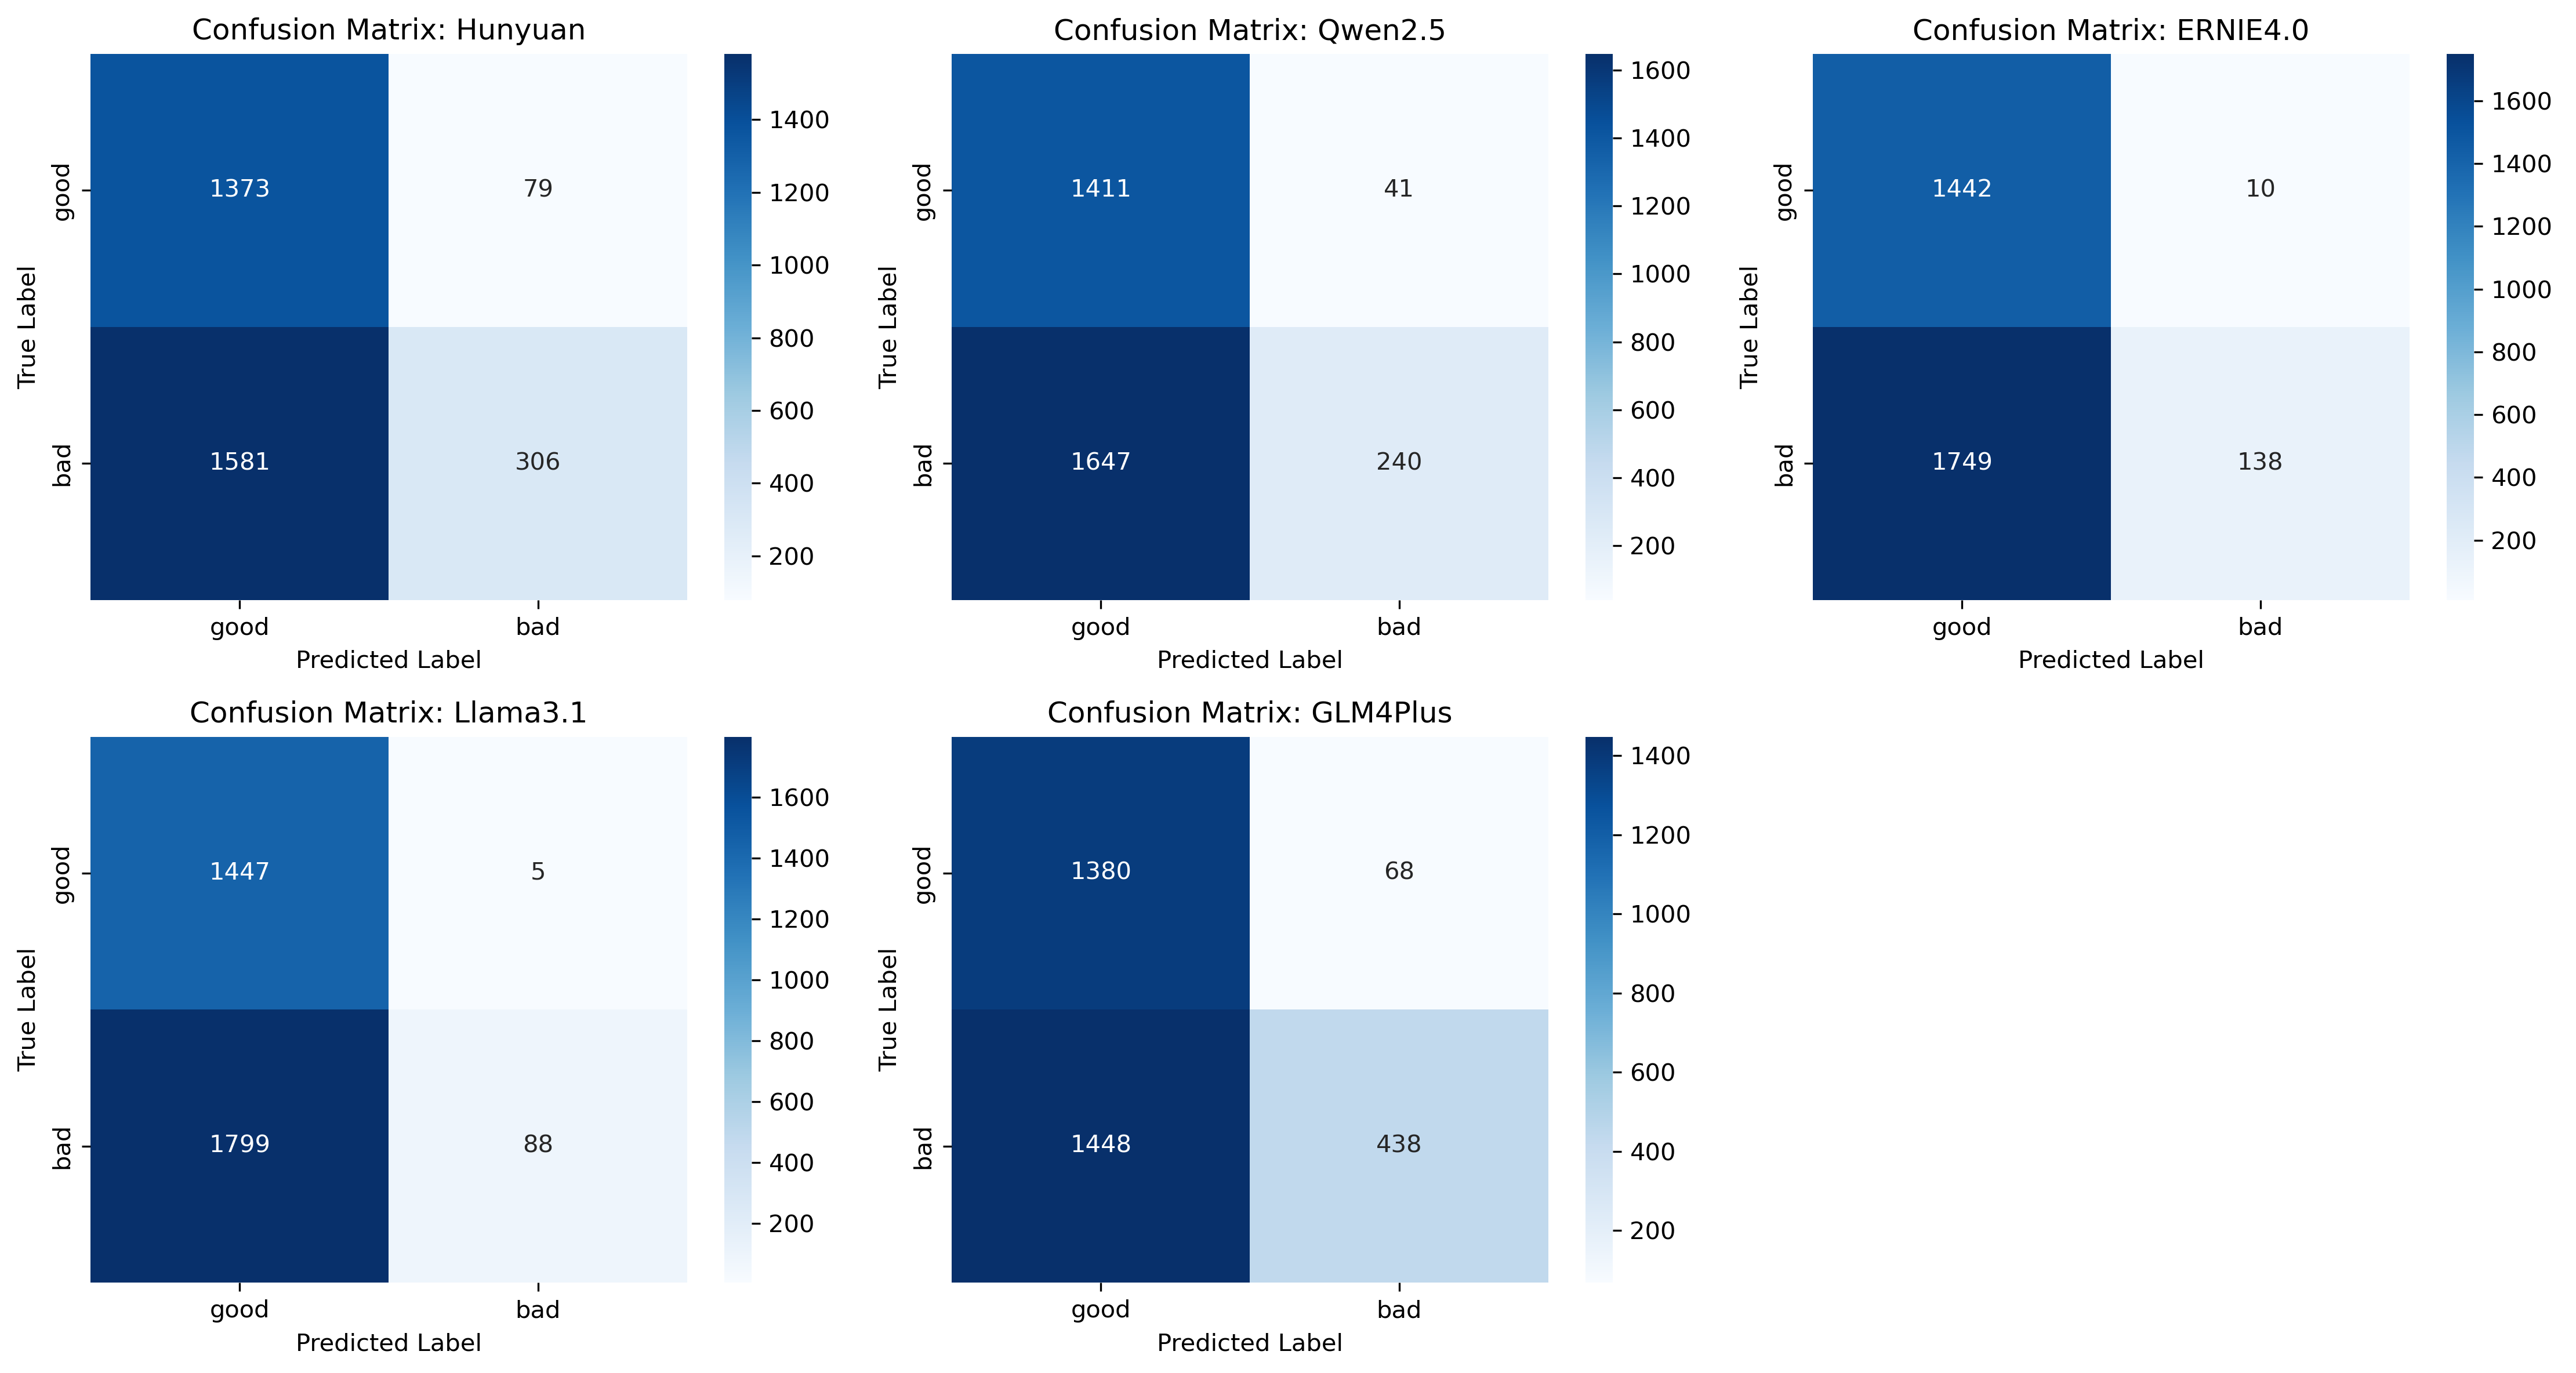 Confusion Matrix: Hunyuan
good
bad
True Label
1373
79
1581
306
good
bad
Predicted Label
1400
1200
1000
800
600
400
200
Confusion Matrix: Qwen2.5
good
bad
True Label
1411
41
1647
240
good
bad
Predicted Label
1600
1400
1200
1000
800
600
400
200
Confusion Matrix: ERNIE4.0
good
bad
True Label
1442
10
1749
138
good
bad
Predicted Label
1600
1400
1200
1000
800
600
400
200
Confusion Matrix: Llama3.1
good
bad
True Label
1447
5
1799
88
good
bad
Predicted Label
1600
1400
1200
1000
800
600
400
200
Confusion Matrix: GLM4Plus
good
bad
True Label
1380
68
1448
438
good
bad
Predicted Label
1400
1200
1000
800
600
400
200